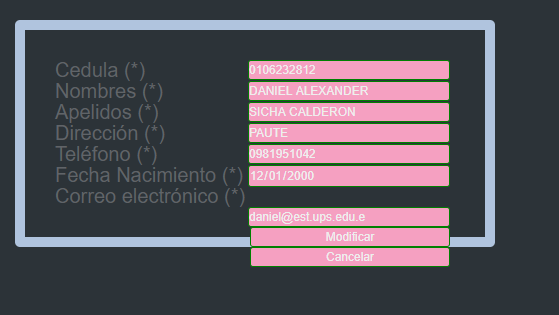 Cedula (*) 0106232812
Nombres (*) DANIEL ALEXANDER
Apelidos (*) SICHA CALDERON
Dirección (*) PAUTE
Teléfono (*) 0981951042
Fecha Nacimiento (*) 12/01/2000
Correo electrónico (*)
daniel@est.ups.edu.e
Modificar
Cancelar